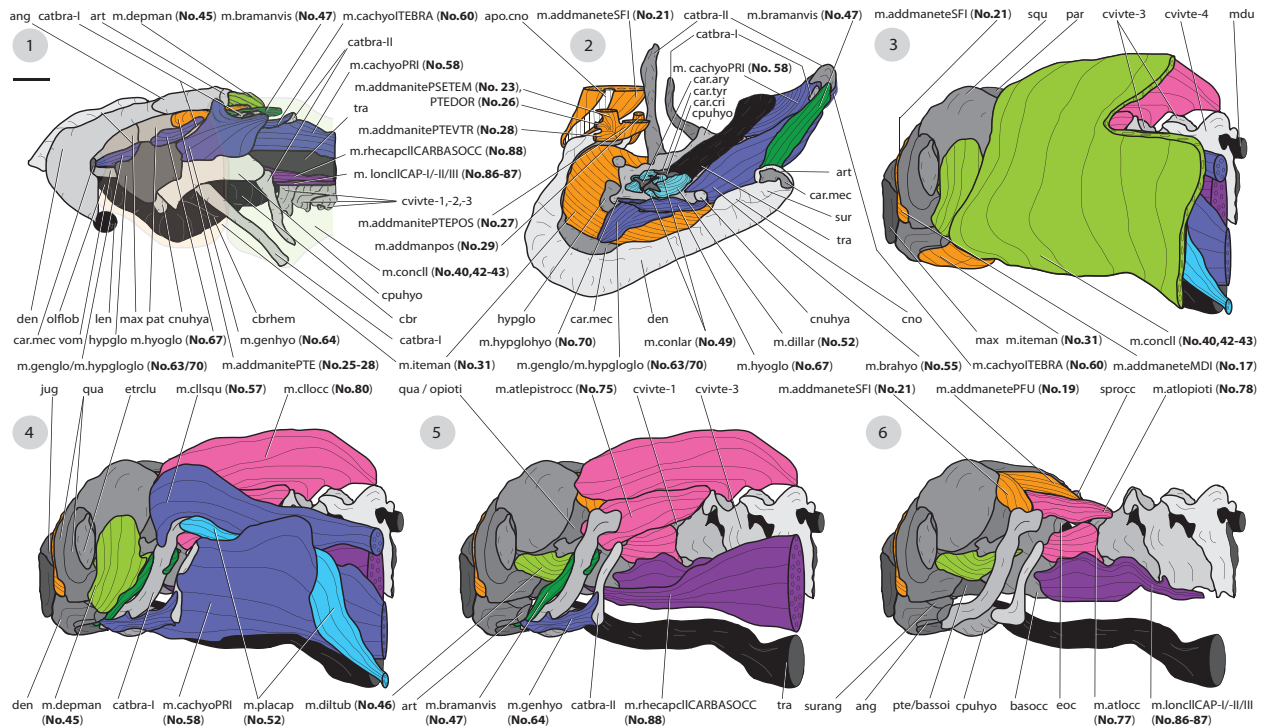 ang catbra-I art m.depman (No.45) m.bramanvis (No.47) m.cachyoITEBRA (No.60) apo.cno m.addmaneteSFI (No.21) catbra-II m.bramanvis (No.47) m.addmaneteSFI (No.21) squ par cvivte-3 cvivte-4 mdu
1
2
3
catbra-II
catbra-I
m.cachyoPRI (No.58)
m. cachyoPRI (No. 58)
m.addmanitePSETEM (No. 23),
car.ary
tra
PTEDOR (No.26)
car.tyr
car.cri
cpuhyo
m.addmanitePTEVTR (No.28)
m.rhecapcllCARBASOCC (No.88)
m. lonclICAP-I/-II/III (No.86-87)
art
car.mec
cvivte-1,-2,-3
sur
m.addmanitePTEPOS (No.27)
tra
m.addmanpos (No.29)
m.concll (No.40,42-43)
cpuhyo
den olflob len max pat cnuhya cbrhem cbr
hypglo car.mec den cnuhya cno
car.mec vom hypglo m.hyoglo (No.67) m.genhyo (No.64) catbra-I
m.hypglohyo (No.70) m.conlar (No.49) m.dillar (No.52) max m.iteman (No.31) m.concll (No.40,42-43)
m.genglo/m.hypgloglo (No.63/70) m.addmanitePTE (No.25-28) m.iteman (No.31) m.genglo/m.hypgloglo (No.63/70) m.hyoglo (No.67) m.brahyo (No.55) m.cachyoITEBRA (No.60) m.addmaneteMDI (No.17)
jug qua etrclu m.cllsqu (No.57) m.cllocc (No.80) qua / opioti m.atlepistrocc (No.75) cvivte-1 cvivte-3 m.addmaneteSFI (No.21) m.addmanetePFU (No.19) sprocc m.atlopioti (No.78)
4
5
6
den m.depman (No.45) catbra-I m.cachyoPRI (No.58) m.placap (No.52) m.diltub (No.46) art m.bramanvis (No.47) m.genhyo (No.64) catbra-II m.rhecapcllCARBASOCC (No.88) tra surang ang pte/bassoi cpuhyo basocc eoc m.atlocc (No.77) m.lonclICAP-I/-II/III (No.86-87)